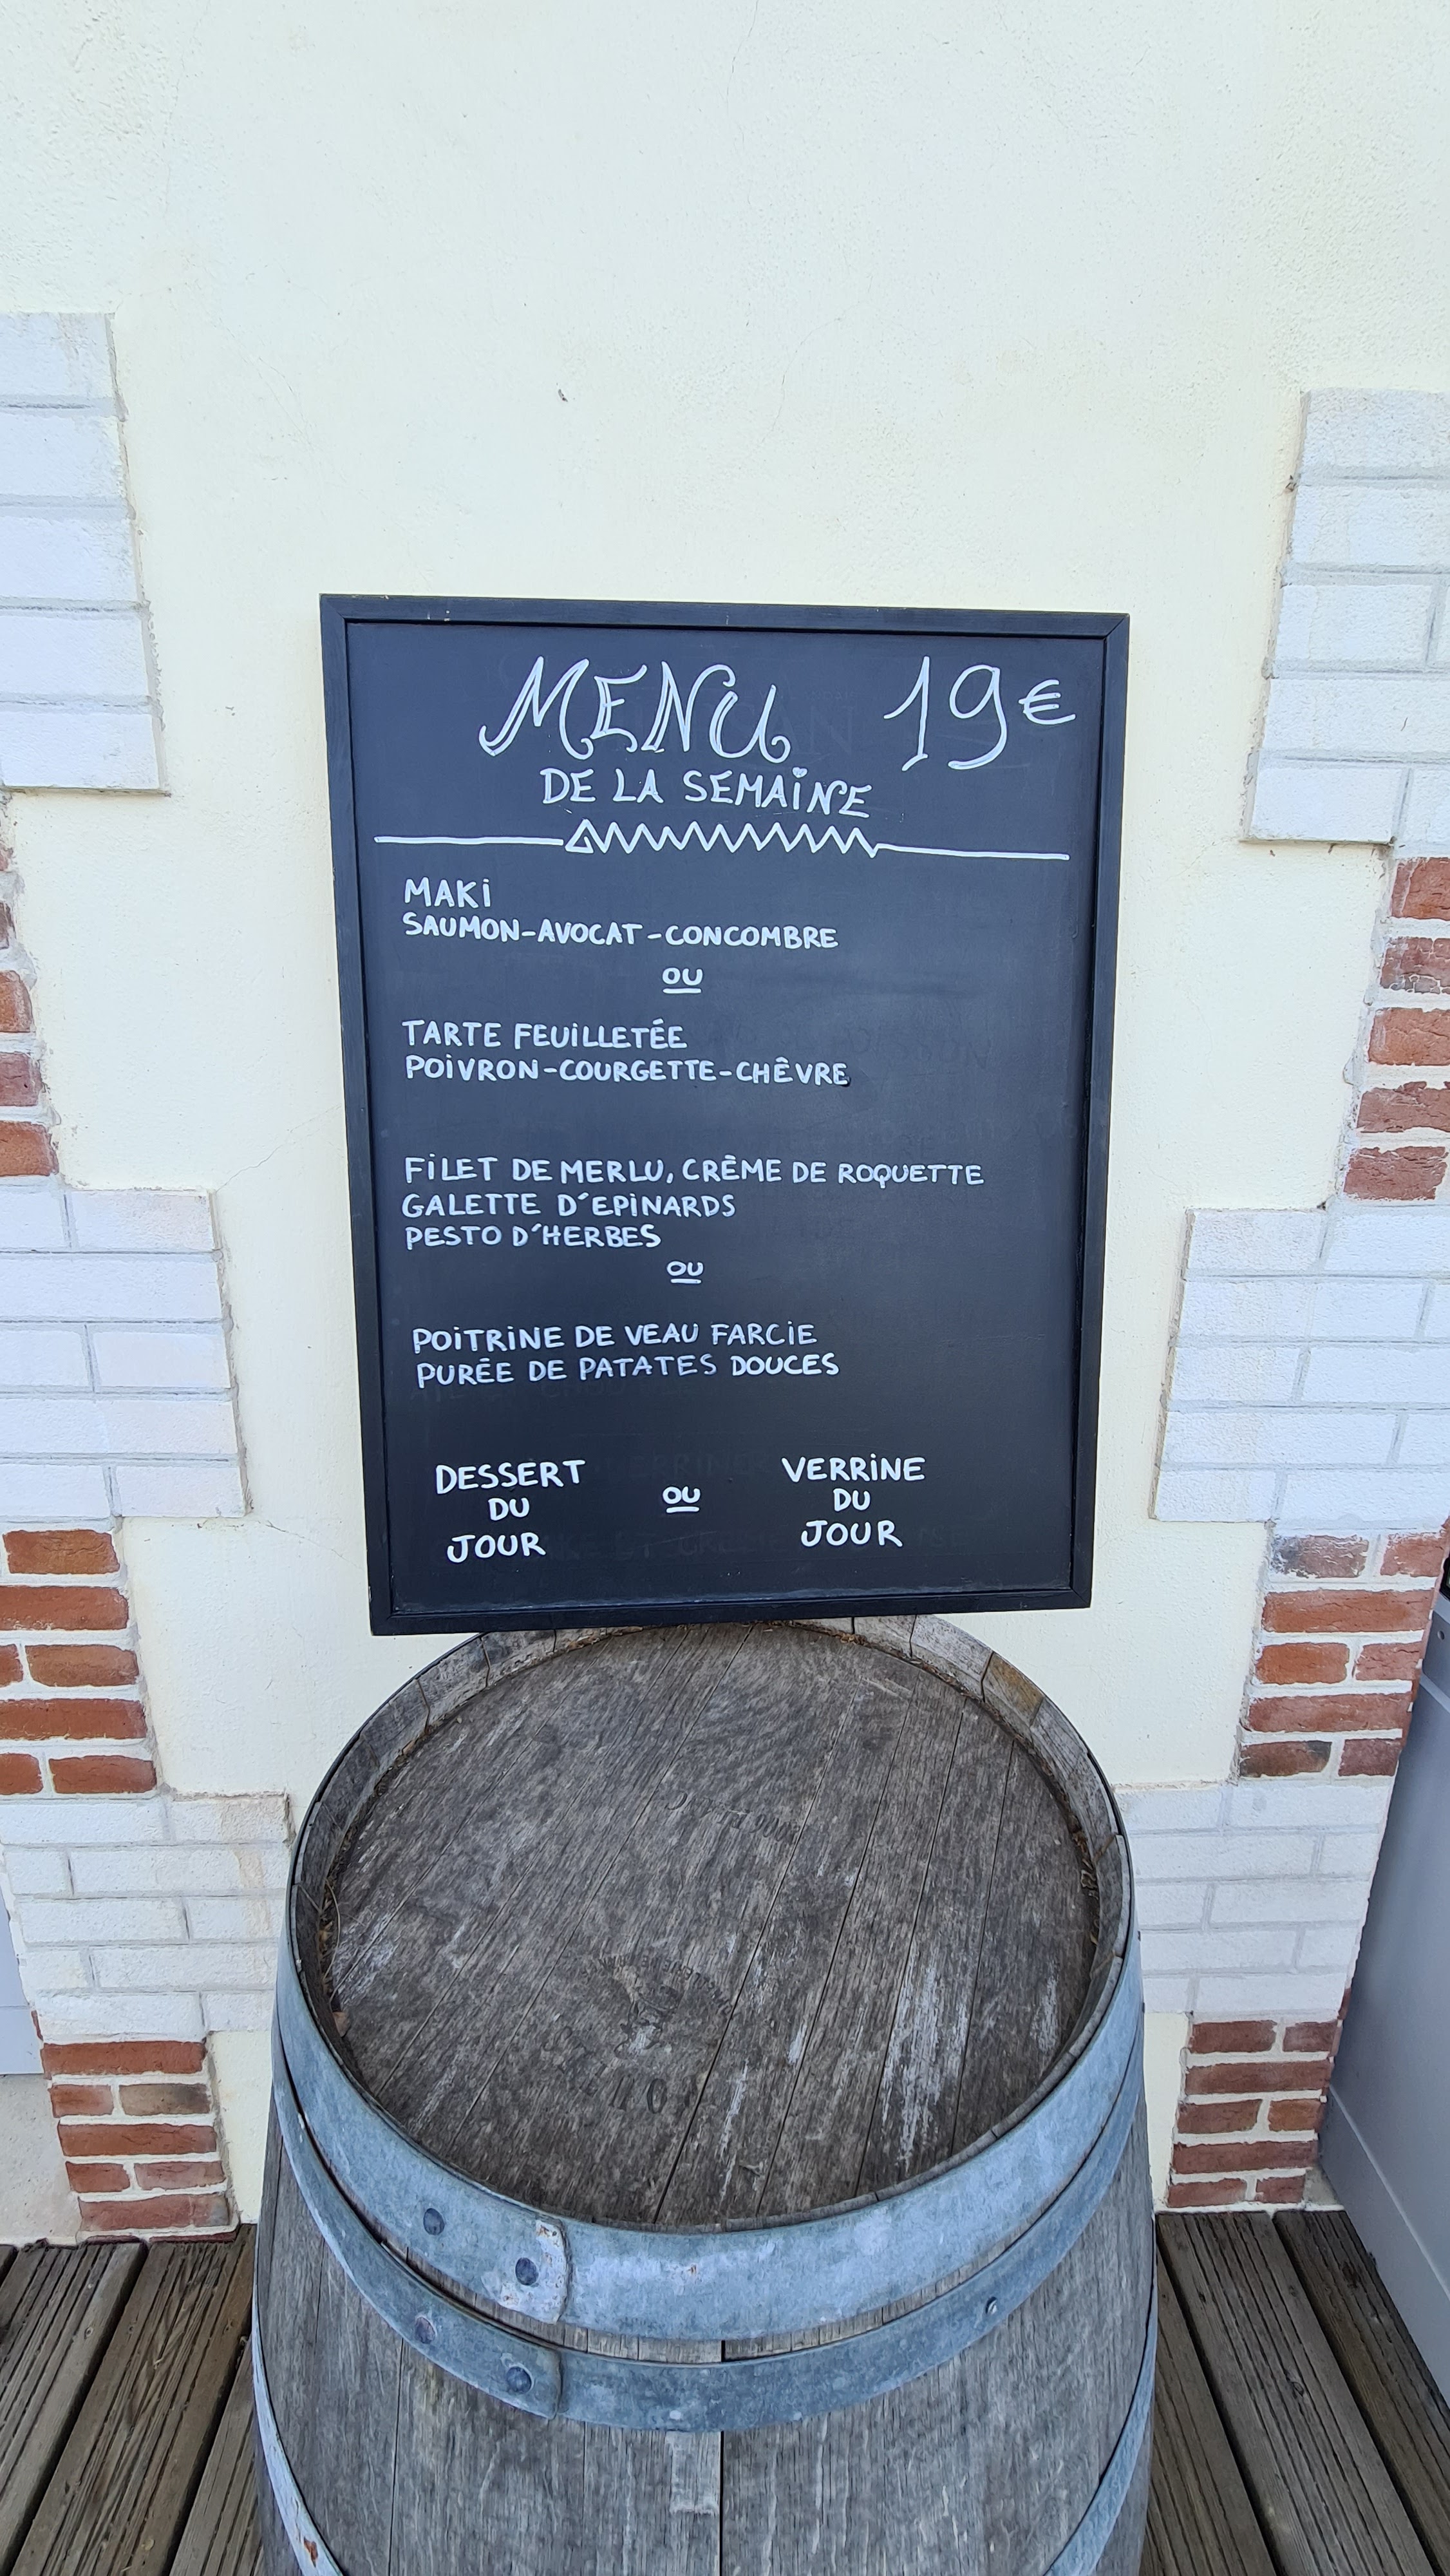 MENU 19€
DE LA SEMAINE
MAKI
SAUMON-AVOCAT-CONCOMBRE
OU
TARTE FEUILLETÉE
POIVRON-COURGETTE-CHÊVRE
FILET DE MERLU, CRÊME DE ROQUETTE
GALETTE D'EPINARDS
PESTO D'HERBES
OU
POITRINE DE VEAU FARCIE
PURÉE DE PATATES DOUCES
DESSERT OU VERRINE
DU DU
JOUR JOUR